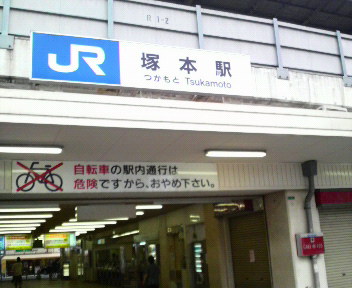 JR 塚本駅
つかもと Tsukamoto
自転車の駅内通行は
危険ですから、おやめ下さい。